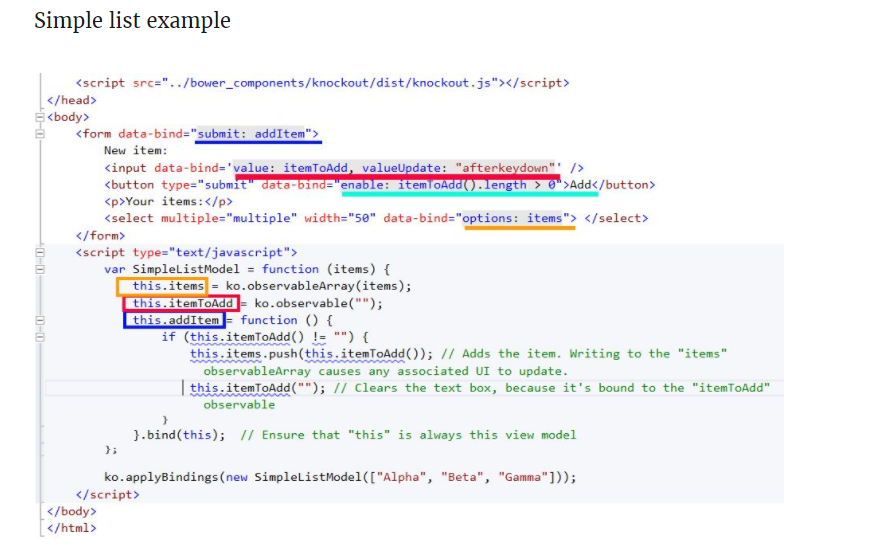 Simple list example
<script src="../bower_components/knockout/dist/knockout.js"></script>
</head>
<body>
<form data-bind="submit: addItem">
New item:
<input data-bind='value: itemToAdd, valueUpdate: "afterkeydown"' />
<button type="submit" data-bind="enable: itemToAdd().length > 0">Add</button>
<p>Your items:</p>
<select multiple="multiple" width="50" data-bind="options: items"> </select>
</form>
<script type="text/javascript">
var SimpleListModel = function (items) {
this.items = ko.observableArray(items);
this.itemToAdd = ko.observable("");
this.addItem = function () {
if (this.itemToAdd() != "") {
this.items.push(this.itemToAdd()); // Adds the item. Writing to the "items"
observableArray causes any associated UI to update.
this.itemToAdd(""); // Clears the text box, because it's bound to the "itemToAdd"
observable
}
}.bind(this);  // Ensure that "this" is always this view model
};
ko.applyBindings(new SimpleListModel(["Alpha", "Beta", "Gamma"]));
</script>
</body>
</html>